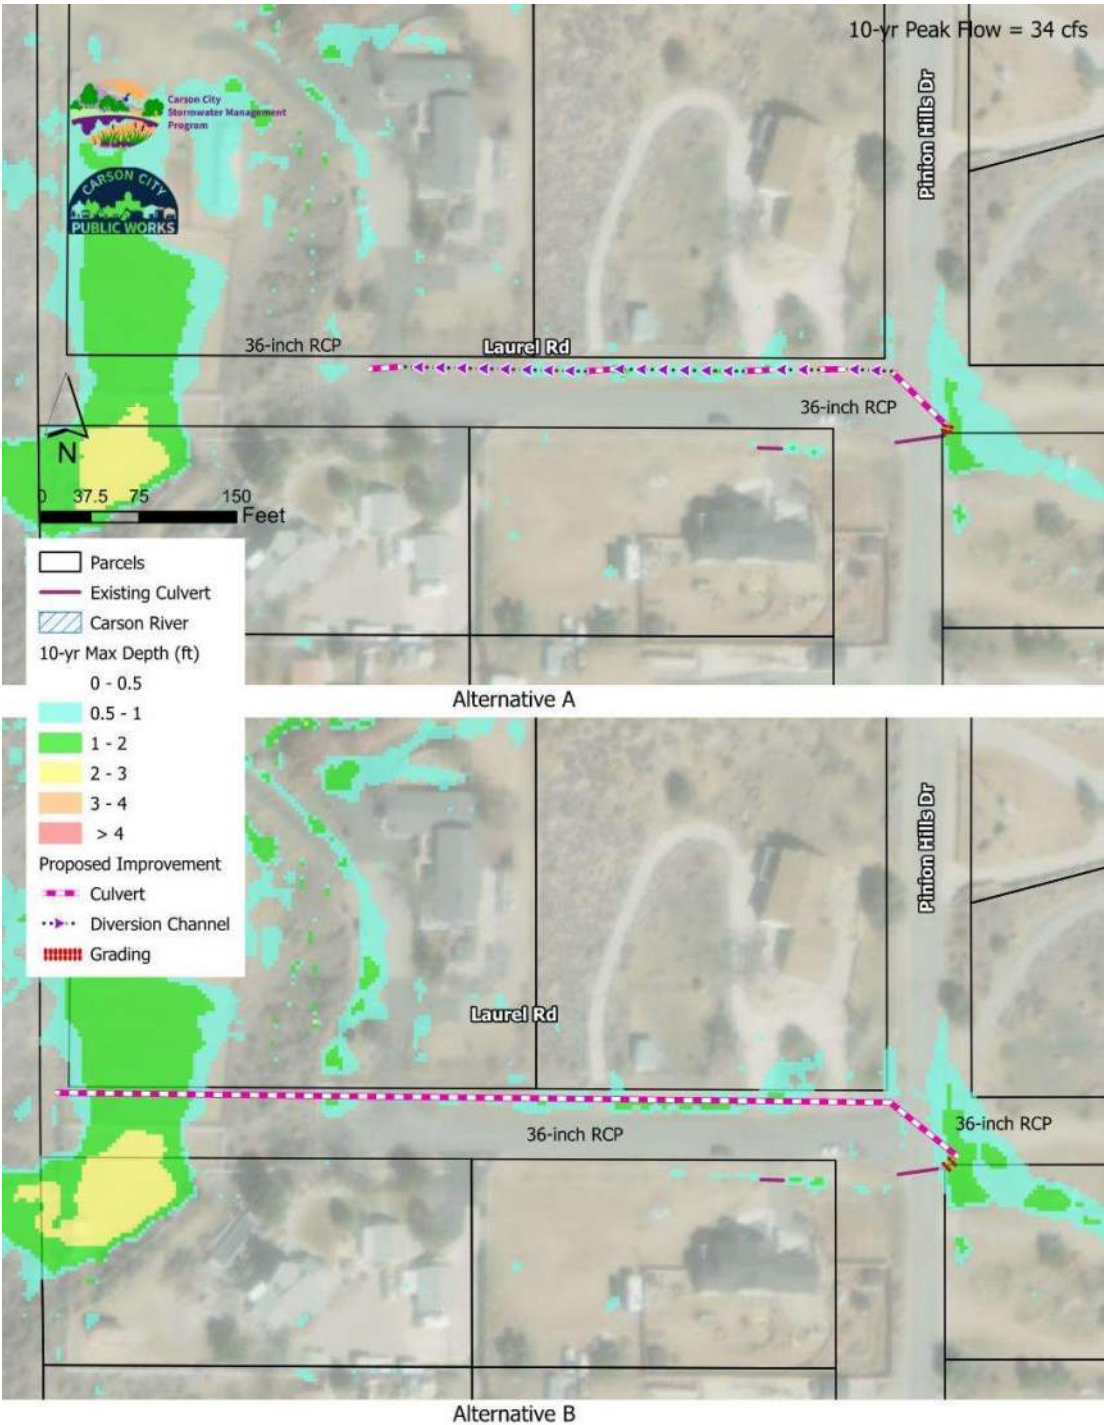 10-yr Peak Flow = 34 cfs
Carson City
Stormwater Management
Program
CARSON CITY
PUBLIC WORKS
Pinion Hills Dr
36-inch RCP
Laurel Rd
36-inch RCP
N
0 37.5 75 150
Feet
Parcels
Existing Culvert
Carson River
10-yr Max Depth (ft)
0 - 0.5
0.5 - 1
1 - 2
2 - 3
3 - 4
> 4
Proposed Improvement
Culvert
Diversion Channel
Grading
Alternative A
Pinion Hills Dr
Laurel Rd
36-inch RCP
36-inch RCP
Alternative B